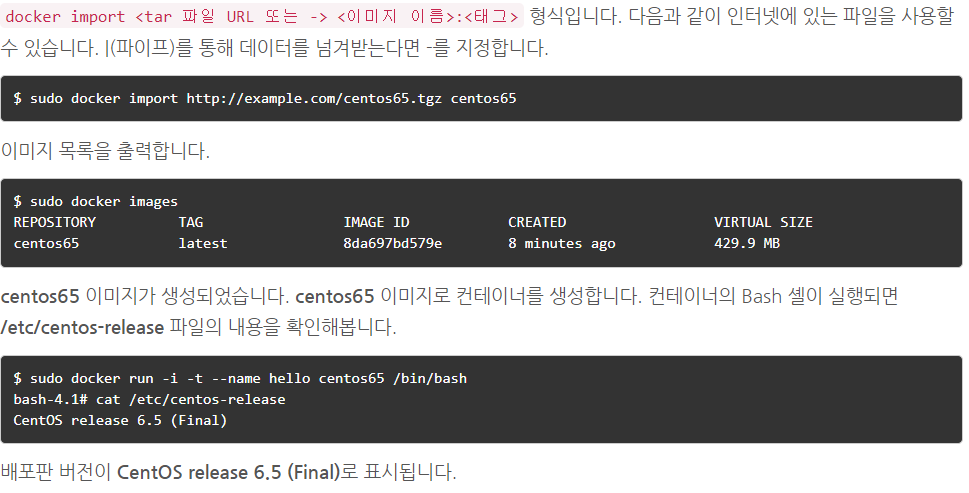 docker import <tar 파일 URL 또는 -> <이미지 이름>:<태그> 형식입니다. 다음과 같이 인터넷에 있는 파일을 사용할
수 있습니다. |(파이프)를 통해 데이터를 넘겨받는다면 -를 지정합니다.
$ sudo docker import http://example.com/centos65.tgz centos65
이미지 목록을 출력합니다.
$ sudo docker images
REPOSITORY TAG IMAGE ID CREATED VIRTUAL SIZE
centos65 latest 8da697bd579e 8 minutes ago 429.9 MB
centos65 이미지가 생성되었습니다. centos65 이미지로 컨테이너를 생성합니다. 컨테이너의 Bash 셸이 실행되면
/etc/centos-release 파일의 내용을 확인해봅니다.
$ sudo docker run -i -t --name hello centos65 /bin/bash
bash-4.1# cat /etc/centos-release
CentOS release 6.5 (Final)
배포판 버전이 CentOS release 6.5 (Final)로 표시됩니다.